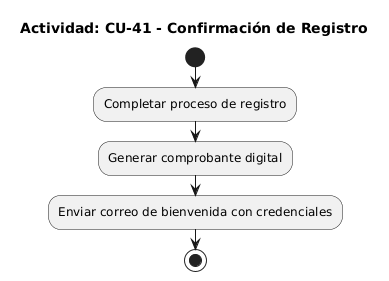 Actividad: CU-41 - Confirmación de Registro
Completar proceso de registro
Generar comprobante digital
Enviar correo de bienvenida con credenciales